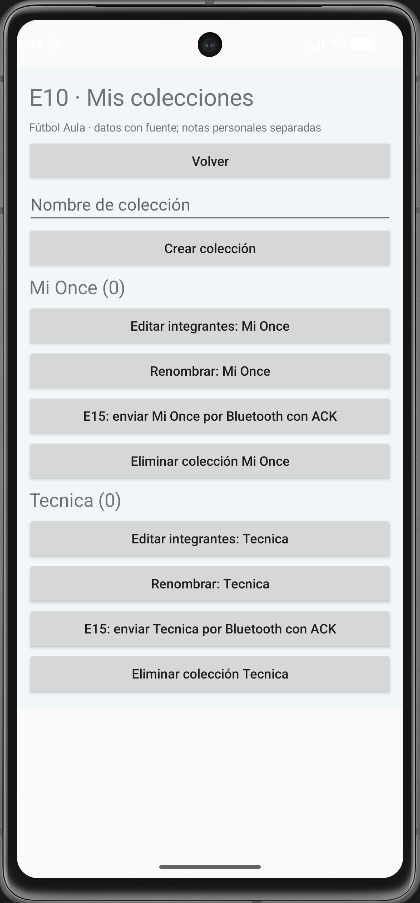 E10 · Mis colecciones
Fútbol Aula · datos con fuente; notas personales separadas
Volver
Nombre de colección
Crear colección
Mi Once (0)
Editar integrantes: Mi Once
Renombrar: Mi Once
E15: enviar Mi Once por Bluetooth con ACK
Eliminar colección Mi Once
Tecnica (0)
Editar integrantes: Tecnica
Renombrar: Tecnica
E15: enviar Tecnica por Bluetooth con ACK
Eliminar colección Tecnica